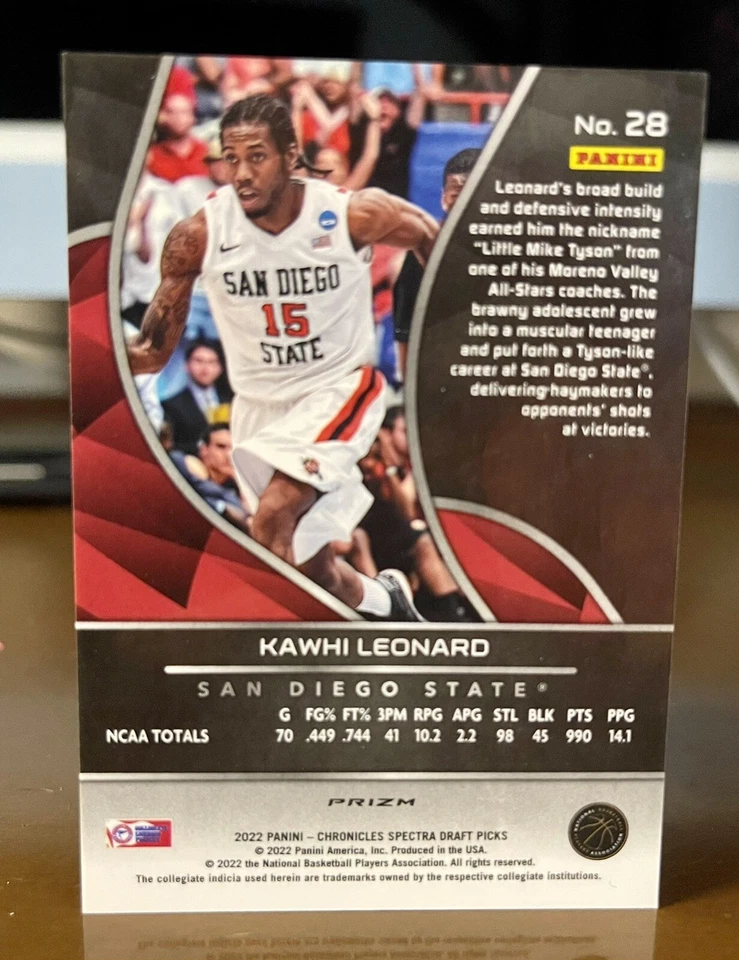 No. 28
PANINI
Leonard's broad build
and defensive intensity
earned him the nickname
"Little Mike Tyson" from
one of his Moreno Valley
All-Stars coaches. The
brawny adolescent grew
into a muscular teenager
and put forth a Tyson-like
career at San Diego State®,
delivering haymakers to
opponents' shots
at victories.
SAN DIEGO
15
STATE
KAWHI LEONARD
SAN DIEGO STATE®
G FG% FT% 3PM RPG APG STL BLK PTS PPG
NCAA TOTALS 70 .449 .744 41 10.2 2.2 98 45 990 14.1
PRIZM
NATIONAL BASKETBALL
PLAYERS ASSOCIATION
2022 PANINI – CHRONICLES SPECTRA DRAFT PICKS
© 2022 Panini America, Inc. Produced in the USA.
© 2022 the National Basketball Players Association. All rights reserved.
The collegiate indicia used herein are trademarks owned by the respective collegiate institutions.